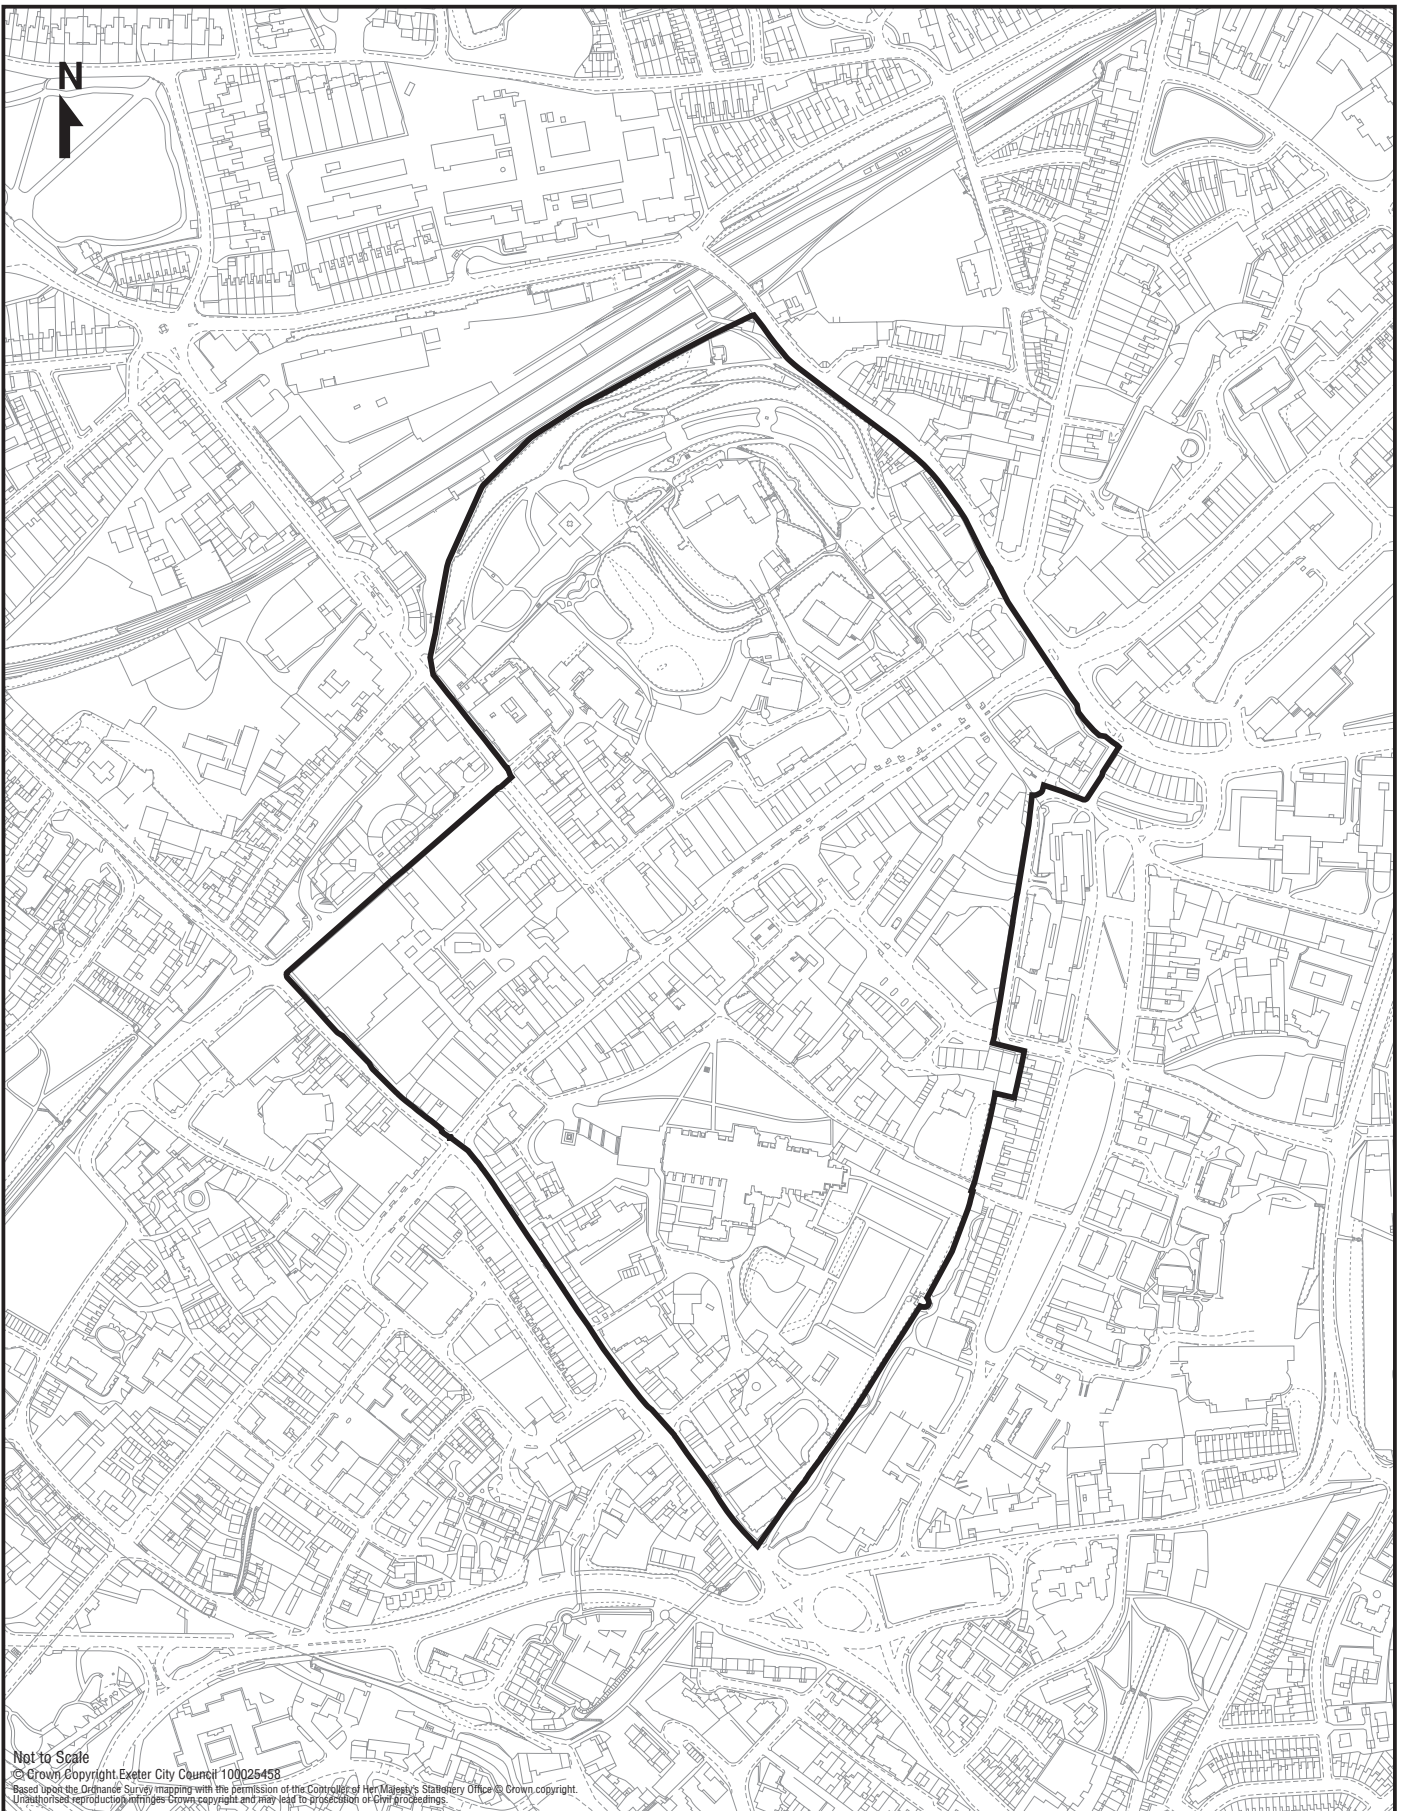 N
Not to Scale
© Crown Copyright Exeter City Council 100025458
Based upon the Ordnance Survey mapping with the permission of the Controller of Her Majesty's Stationery Office © Crown copyright.
Unauthorised reproduction infringes Crown copyright and may lead to prosecution or Civil proceedings.